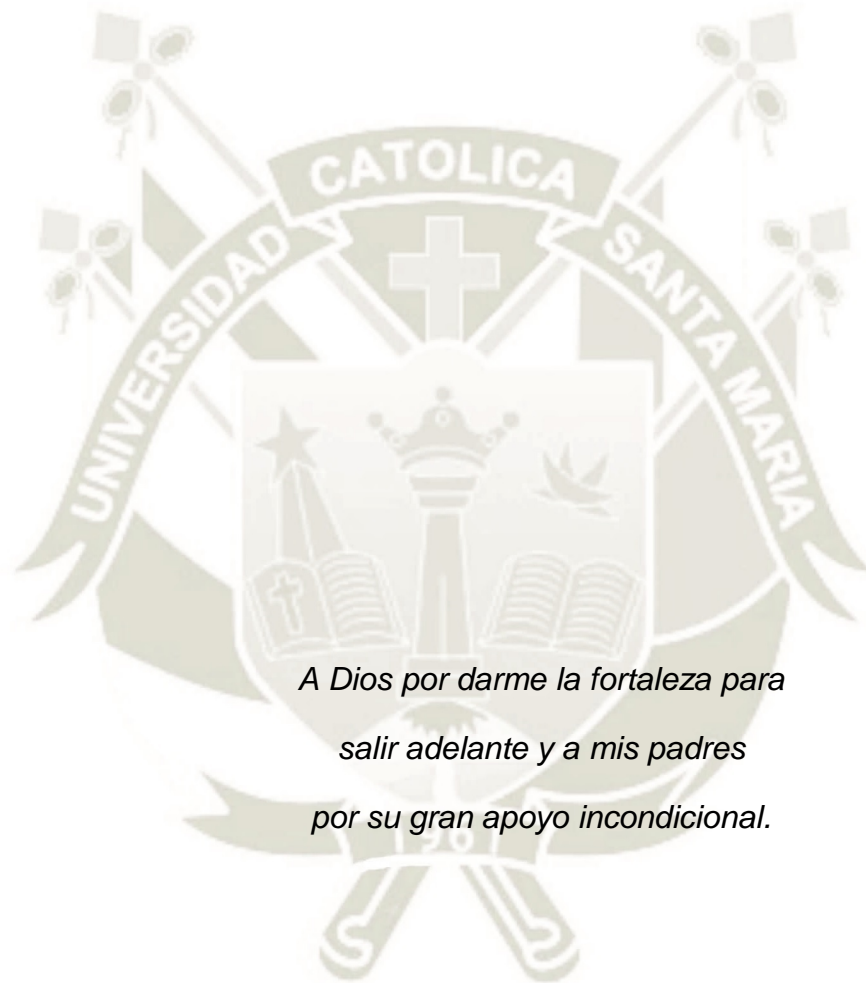 CATOLICA
UNIVERSIDAD
SANTA MARIA
A Dios por darme la fortaleza para
salir adelante y a mis padres
por su gran apoyo incondicional.
1961